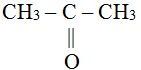 CH₃ – C – CH₃
||
O